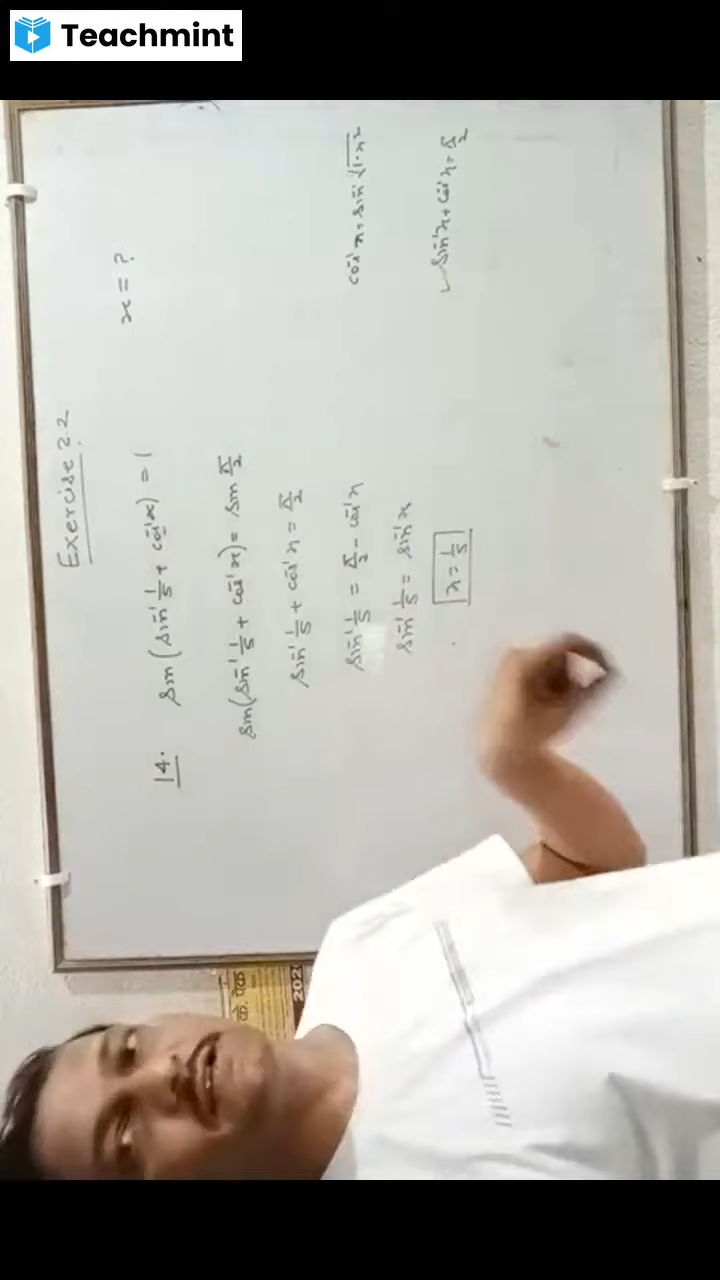 Teachmint
Exercise 2.2
14. sin(sin⁻¹ 1/5 + cos⁻¹x) = 1
x = ?
sin(sin⁻¹ 1/5 + cos⁻¹x) = sin π/2
sin⁻¹ 1/5 + cos⁻¹x = π/2
sin⁻¹ 1/5 = π/2 - cos⁻¹x
sin⁻¹ 1/5 = sin⁻¹x
x = 1/5
cos⁻¹x = sin⁻¹√1-x²
✓ sin⁻¹x + cos⁻¹x = π/2
के. पेक
202